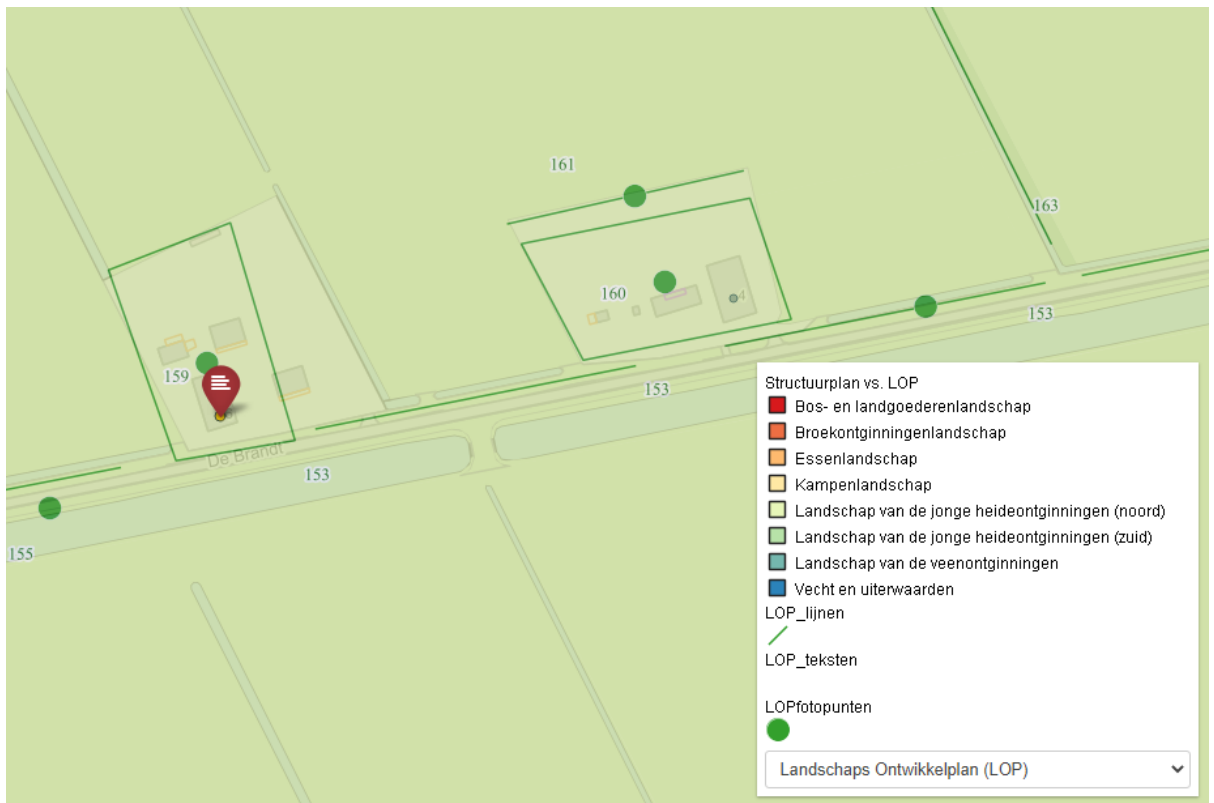 161
163
160
4
153
159
153
De Brandt
153
155
Structuurplan vs. LOP
Bos- en landgoederenlandschap
Broekontginningenlandschap
Essenlandschap
Kampenlandschap
Landschap van de jonge heideontginningen (noord)
Landschap van de jonge heideontginningen (zuid)
Landschap van de veenontginningen
Vecht en uiterwaarden
LOP_lijnen
LOP_teksten
LOPfotopunten
Landschaps Ontwikkelplan (LOP)